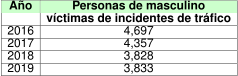 Año Personas de masculino
víctimas de incidentes de tráfico
2016 4,697
2017 4,357
2018 3,828
2019 3,833